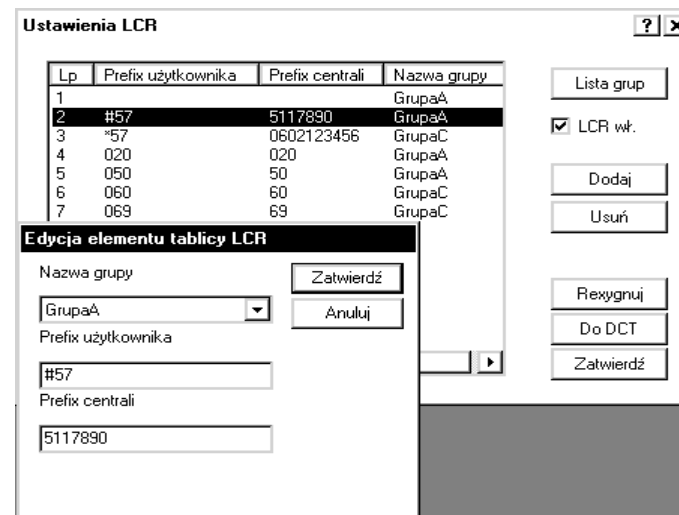 Ustawienia LCR
Lp Prefix użytkownika Prefix centrali Nazwa grupy
1 GrupaA
2 #57 5117890 GrupaA
3 *57 0602123456 GrupaC
4 020 020 GrupaA
5 050 50 GrupaA
6 060 60 GrupaC
7 069 69 GrupaC
Lista grup
LCR wł.
Dodaj
Usuń
Rexygnuj
Do DCT
Zatwierdź
Edycja elementu tablicy LCR
Nazwa grupy
Zatwierdź
GrupaA
Anuluj
Prefix użytkownika
#57
Prefix centrali
5117890